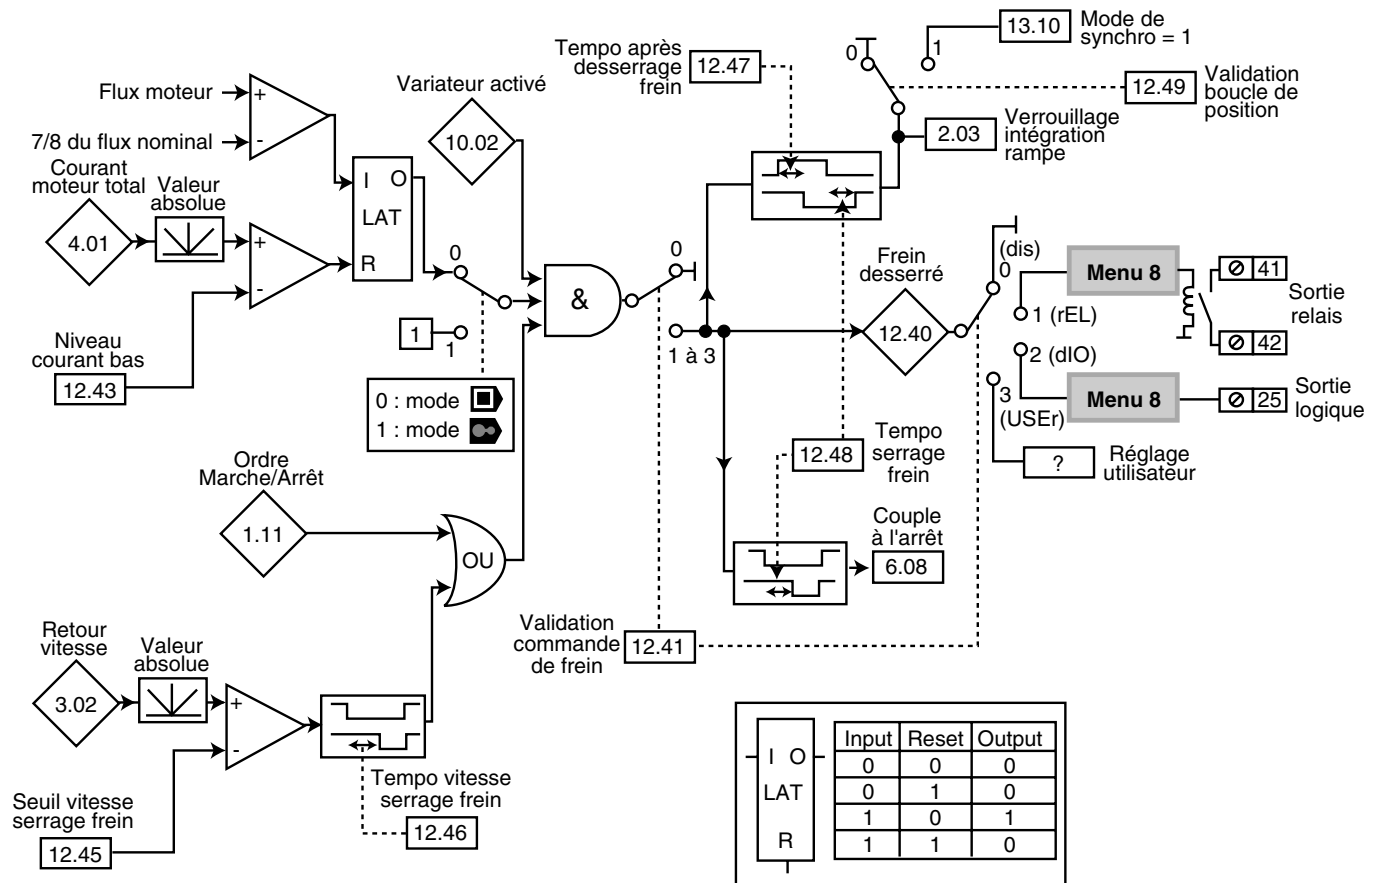 Flux moteur
+
7/8 du flux nominal
-
Courant
moteur total
4.01
Valeur
absolue
+
-
Niveau
courant bas
12.43
I O
LAT
R
Variateur activé
10.02
0
1
1
0 : mode
1 : mode
&
0
1 à 3
Tempo après
desserrage
frein
12.47
0
1
13.10
Mode de
synchro = 1
12.49
Validation
boucle de
position
2.03
Verrouillage
intégration
rampe
Frein
desserré
12.40
(dis)
0
1 (rEL)
2 (dIO)
3
(USEr)
Menu 8
41
Sortie
relais
42
Menu 8
25
Sortie
logique
?
Réglage
utilisateur
12.48
Tempo
serrage
frein
Couple
à l'arrêt
6.08
Ordre
Marche/Arrêt
1.11
OU
Validation
commande
de frein
12.41
Retour
vitesse
3.02
Valeur
absolue
+
-
Seuil vitesse
serrage frein
12.45
Tempo vitesse
serrage frein
12.46
I O
LAT
R
Input Reset Output
0 0 0
0 1 0
1 0 1
1 1 0